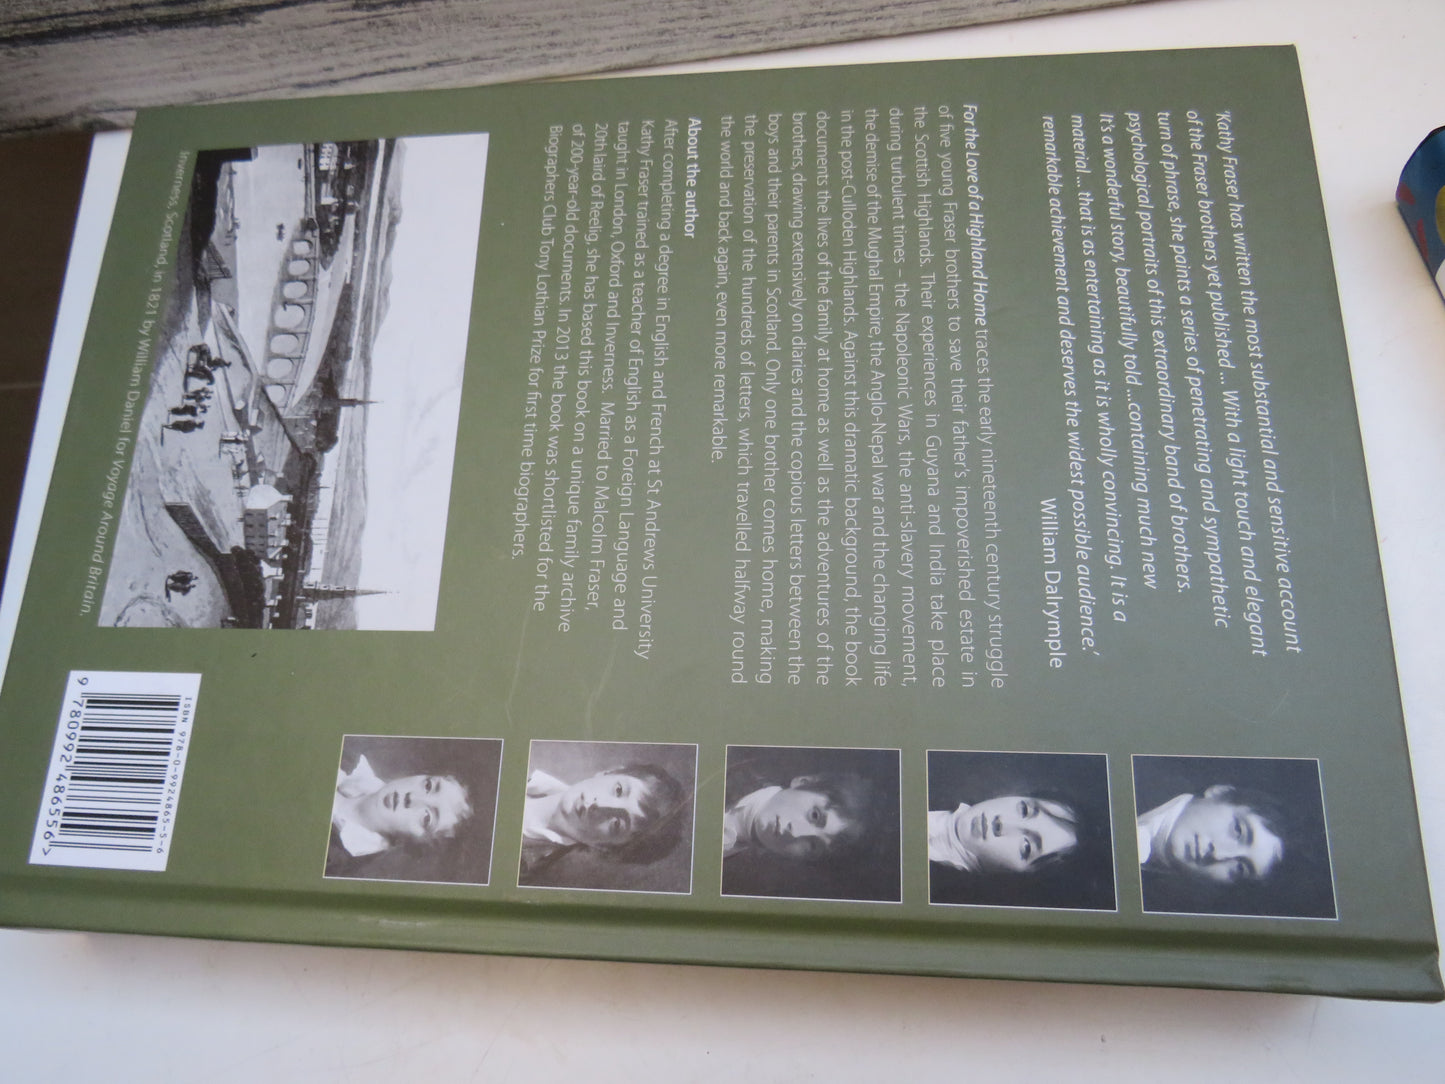 'Kathy Fraser has written the most substantial and sensitive account
of the Fraser brothers yet published ... With a light touch and elegant
turn of phrase, she paints a series of penetrating and sympathetic
psychological portraits of this extraordinary band of brothers.
It's a wonderful story, beautifully told ...containing much new
material ... that is as entertaining as it is wholly convincing. It is a
remarkable achievement and deserves the widest possible audience.'
William Dalrymple
For the Love of a Highland Home traces the early nineteenth century struggle
of five young Fraser brothers to save their father's impoverished estate in
the Scottish Highlands. Their experiences in Guyana and India take place
during turbulent times – the Napoleonic Wars, the anti-slavery movement,
the demise of the Mughal Empire, the Anglo-Nepal war and the changing life
in the post-Culloden Highlands. Against this dramatic background, the book
documents the lives of the family at home as well as the adventures of the
brothers, drawing extensively on diaries and the copious letters between the
boys and their parents in Scotland. Only one brother comes home, making
the preservation of the hundreds of letters, which travelled halfway round
the world and back again, even more remarkable.
About the author
After completing a degree in English and French at St Andrews University
Kathy Fraser trained as a teacher of English as a Foreign Language and
taught in London, Oxford and Inverness. Married to Malcolm Fraser,
20th laird of Reelig, she has based this book on a unique family archive
of 200-year-old documents. In 2013 the book was shortlisted for the
Biographers Club Tony Lothian Prize for first time biographers.
Inverness, Scotland, in 1821 by William Daniel for Voyage Around Britain,
ISBN 978-0-9924865-5-6
9 780992 486556 >